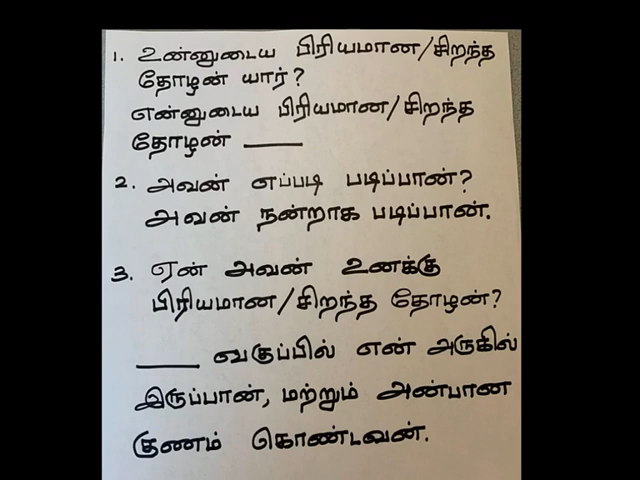 1. உன்னுடைய பிரியமான/சிறந்த
தோழன் யார்?
என்னுடைய பிரியமான/சிறந்த
தோழன் ____
2. அவன் எப்படி படிப்பான்?
அவன் நன்றாக படிப்பான்.
3. ஏன் அவன் உனக்கு
பிரியமான/சிறந்த தோழன்?
____ வகுப்பில் என் அருகில்
இருப்பான், மற்றும் அன்பான
குணம் கொண்டவன்.